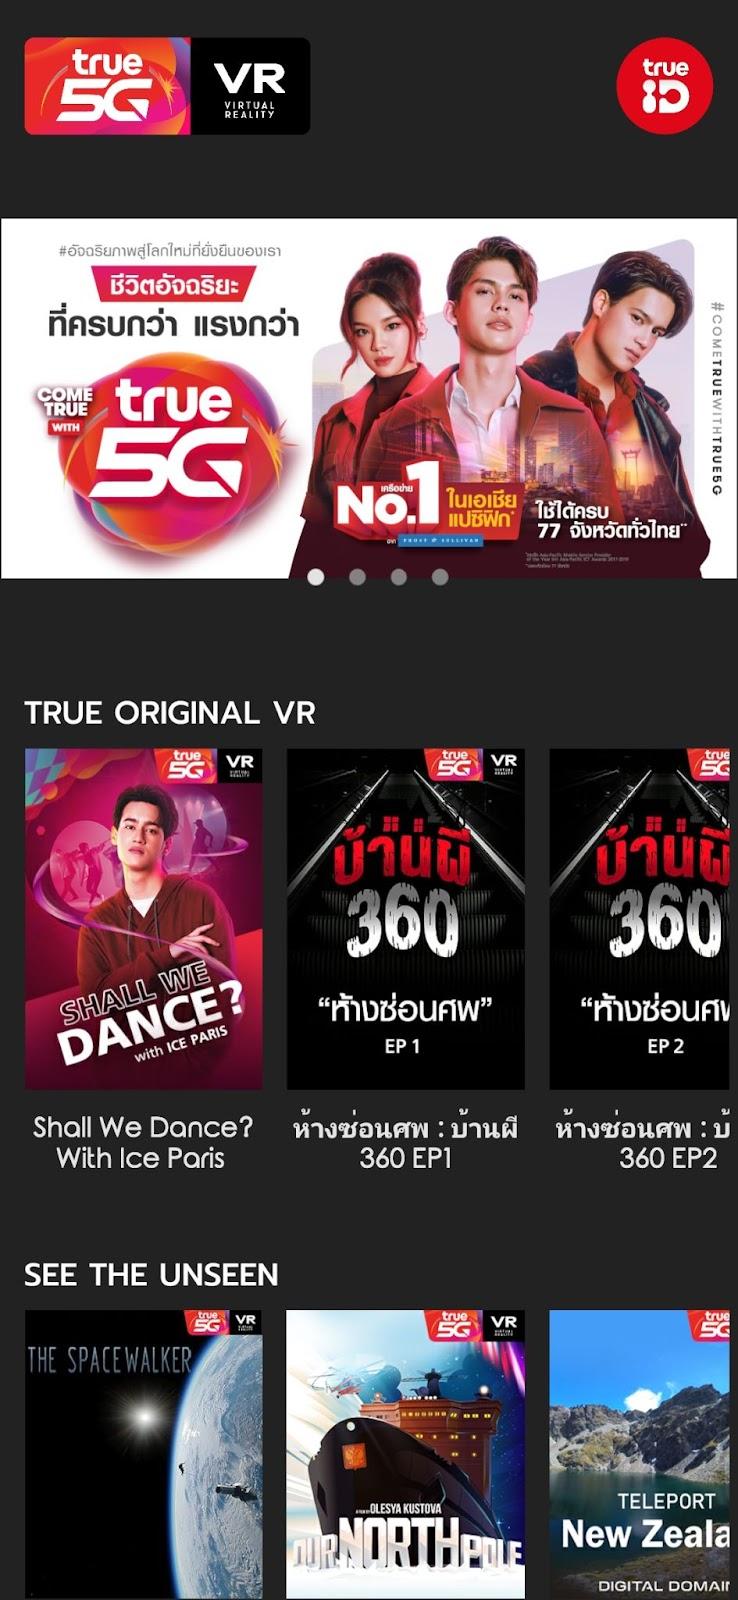 true
5G
VR
VIRTUAL
REALITY
true
iD
#อัจฉริยภาพสู่โลกใหม่ที่ยั่งยืนของเรา
ชีวิตอัจฉริยะ
ที่ครบกว่า แรงกว่า
COME
TRUE
WITH
true
5G
เครือข่าย
No.1
ในเอเชีย
แปซิฟิก*
จาก FROST & SULLIVAN
ใช้ได้ครบ
77 จังหวัดทั่วไทย**
#COMETRUEWITHTRUE5G
TRUE ORIGINAL VR
true
5G
VR
VIRTUAL
REALITY
SHALL WE
DANCE?
with ICE PARIS
Shall We Dance?
With Ice Paris
true
5G
VR
VIRTUAL
REALITY
บ้านผี
360
“ห้างซ่อนศพ”
EP 1
ห้างซ่อนศพ : บ้านผี
360 EP1
true
5G
บ้านผี
360
“ห้างซ่อนศพ
EP 2
ห้างซ่อนศพ : บ้
360 EP2
SEE THE UNSEEN
true
5G
VR
VIRTUAL
REALITY
THE SPACEWALKER
true
5G
VR
VIRTUAL
REALITY
A FILM BY OLESYA KUSTOVA
OUR NORTH POLE
true
5G
TELEPORT
New Zeala
DIGITAL DOMAIN